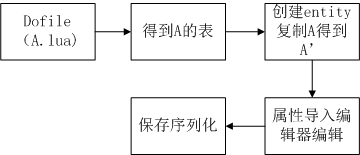 Dofile
(A.lua)
得到A的表
创建entity
复制A得到
A’
属性导入编
辑器编辑
保存序列化